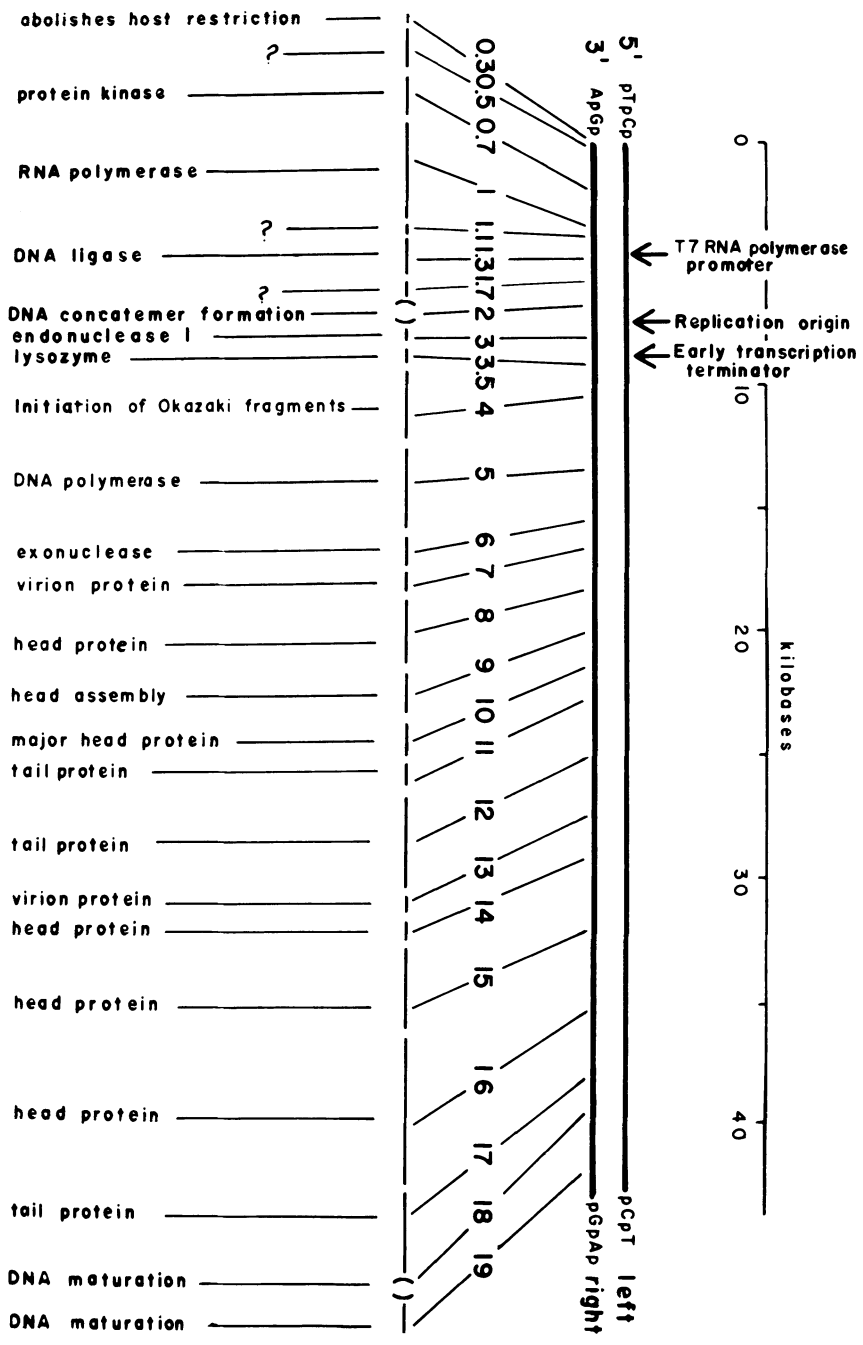 abolishes host restriction
?
protein kinase
RNA polymerase
?
DNA ligase
?
DNA concatemer formation
endonuclease I
lysozyme
Initiation of Okazaki fragments
DNA polymerase
exonuclease
virion protein
head protein
head assembly
major head protein
tail protein
tail protein
virion protein
head protein
head protein
head protein
tail protein
DNA maturation
DNA maturation
( )
( )
0.3
0.5
0.7
1
1.1
1.3
1.7
2
3
3.5
4
5
6
7
8
9
10
11
12
13
14
15
16
17
18
19
5' pTpCp
3' ApGp
pCpT left
pGpAp right
T7 RNA polymerase
promoter
Replication origin
Early transcription
terminator
0
10
20
30
40
kilobases